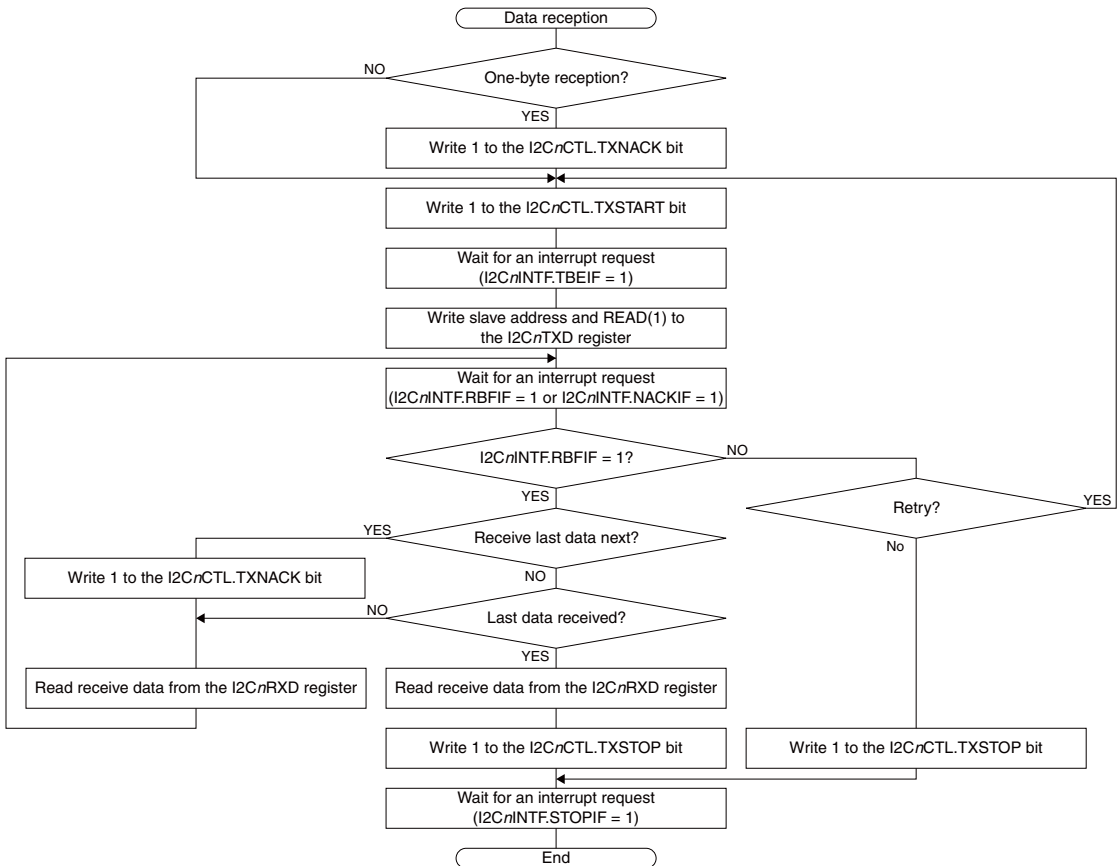 Data reception
One-byte reception?
NO
YES
Write 1 to the I2CnCTL.TXNACK bit
Write 1 to the I2CnCTL.TXSTART bit
Wait for an interrupt request
(I2CnINTF.TBEIF = 1)
Write slave address and READ(1) to
the I2CnTXD register
Wait for an interrupt request
(I2CnINTF.RBFIF = 1 or I2CnINTF.NACKIF = 1)
I2CnINTF.RBFIF = 1?
NO
YES
Retry?
YES
No
Receive last data next?
YES
NO
Write 1 to the I2CnCTL.TXNACK bit
Last data received?
NO
YES
Read receive data from the I2CnRXD register
Read receive data from the I2CnRXD register
Write 1 to the I2CnCTL.TXSTOP bit
Write 1 to the I2CnCTL.TXSTOP bit
Wait for an interrupt request
(I2CnINTF.STOPIF = 1)
End